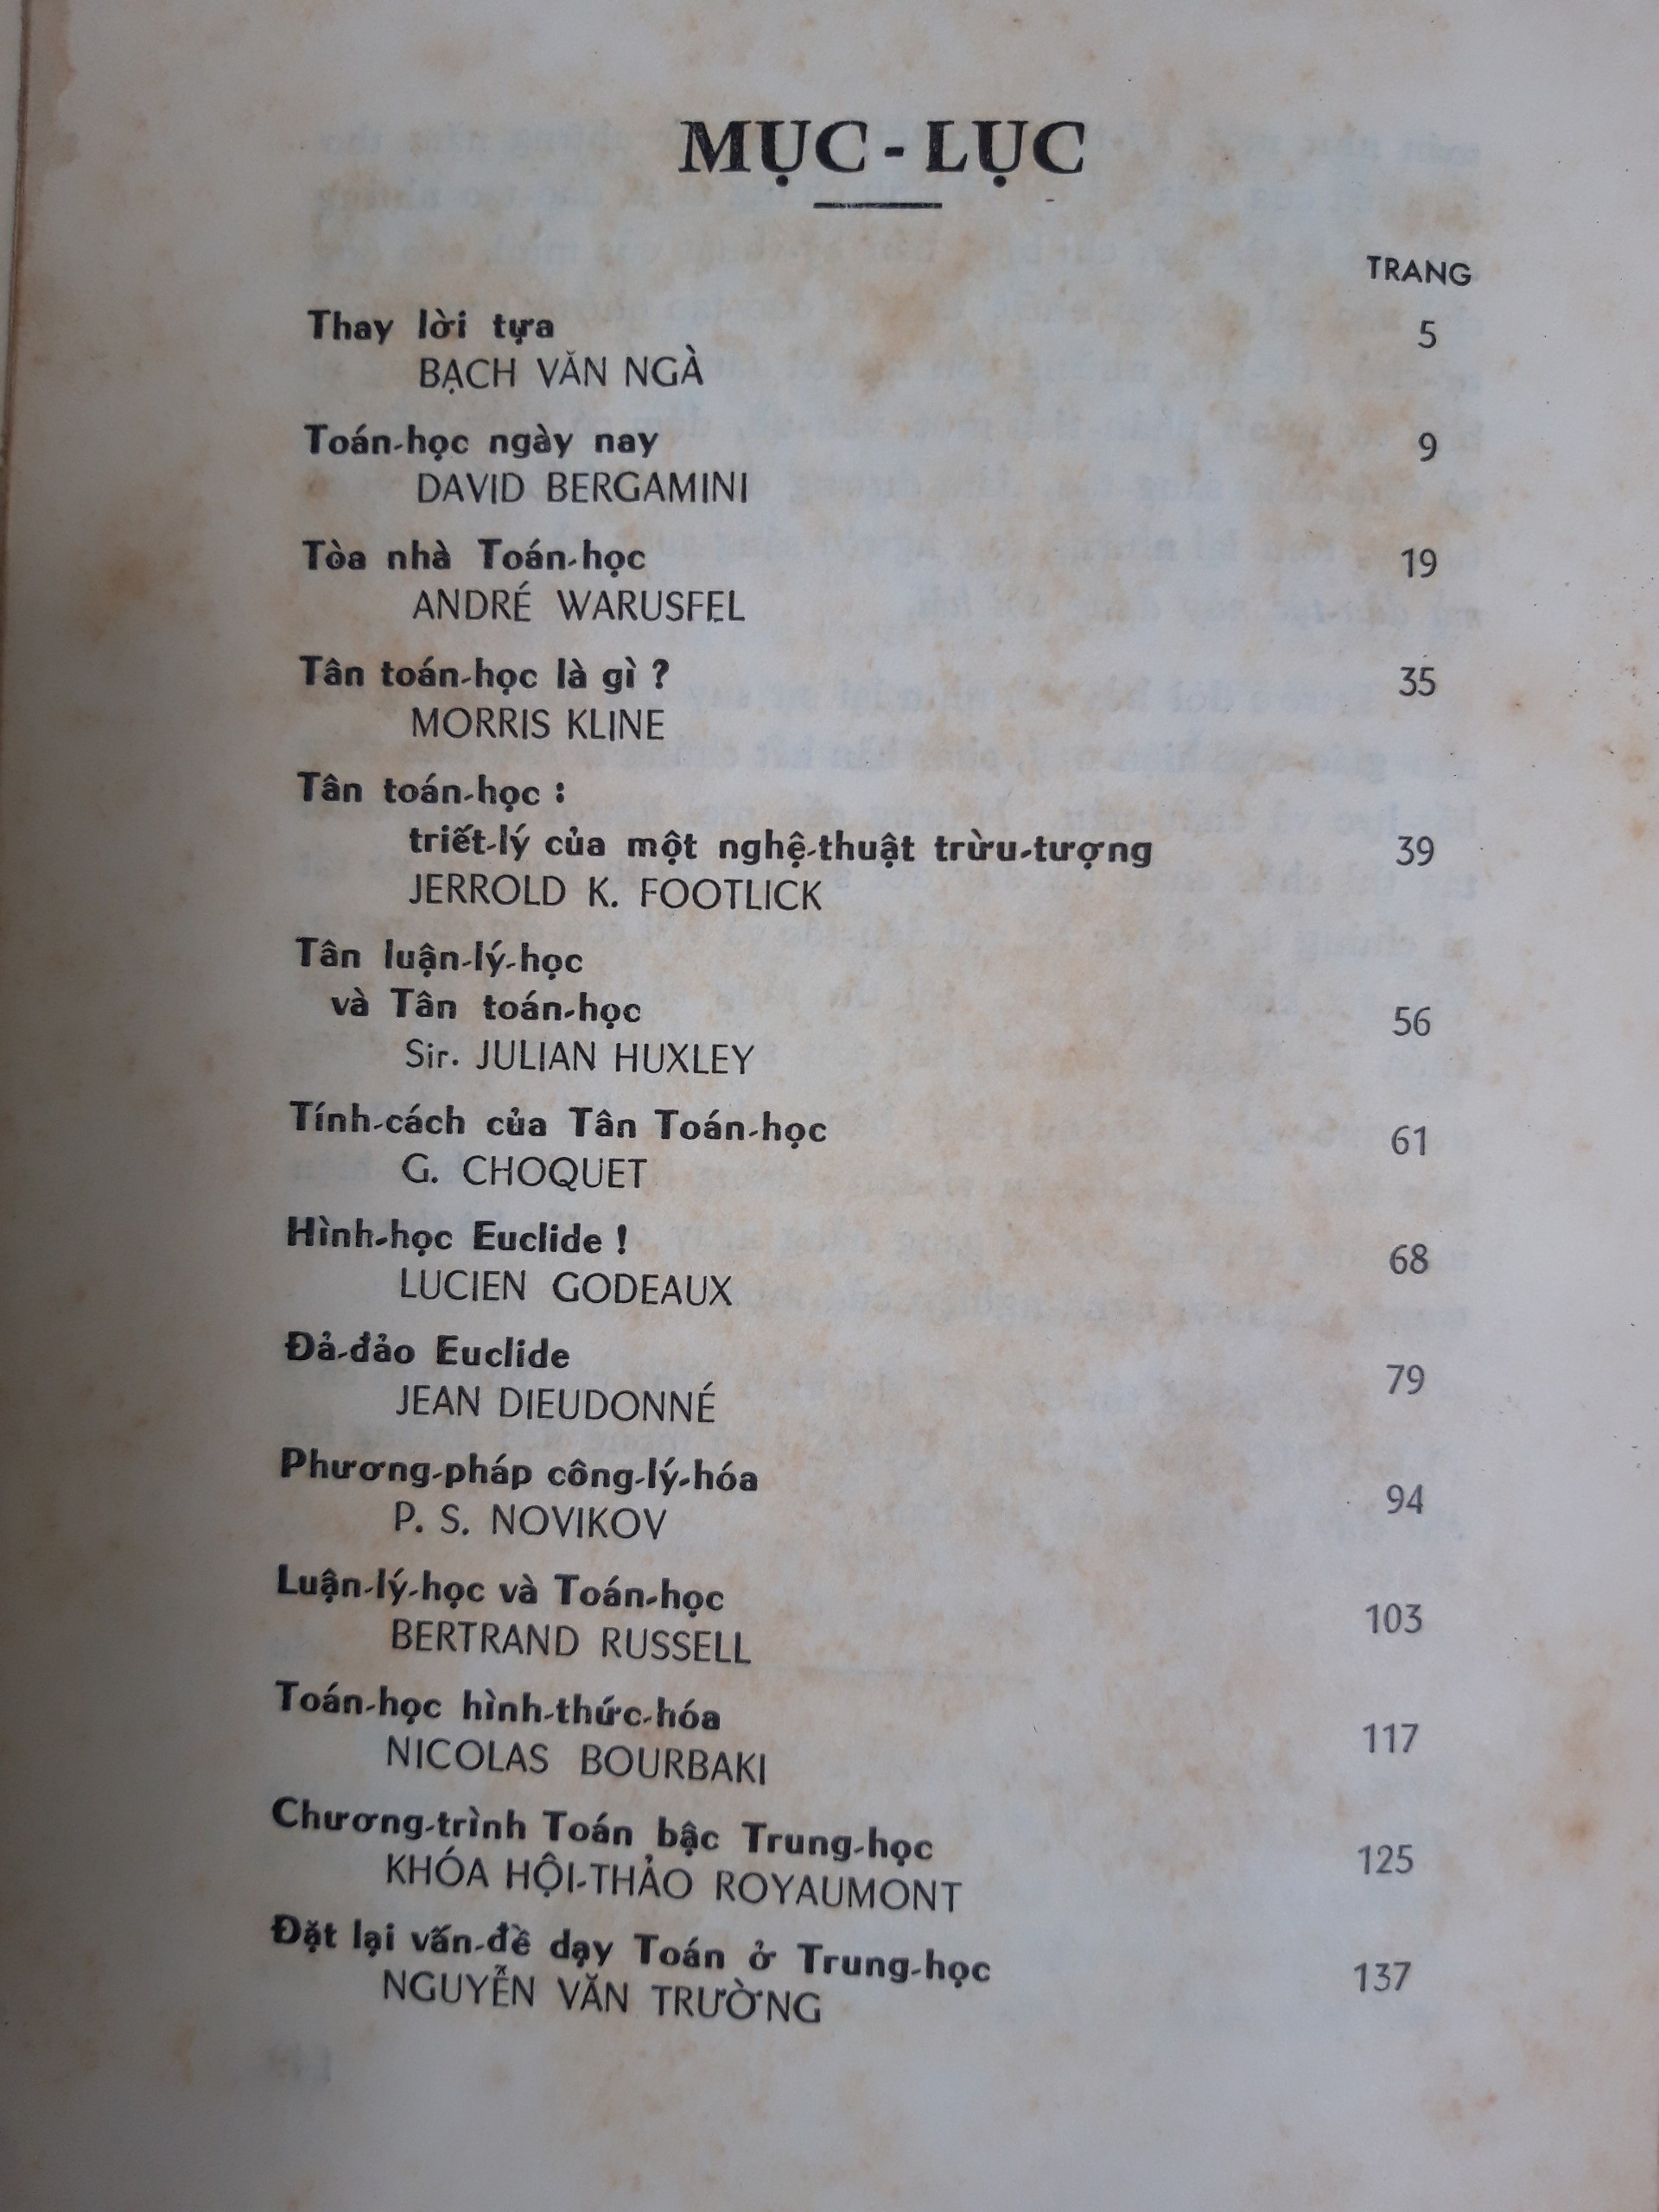 MỤC - LỤC
TRANG
Thay lời tựa 5
BẠCH VĂN NGÀ
Toán-học ngày nay 9
DAVID BERGAMINI
Tòa nhà Toán-học 19
ANDRÉ WARUSFEL
Tân toán-học là gì ? 35
MORRIS KLINE
Tân toán-học :
triết-lý của một nghệ-thuật trừu-tượng 39
JERROLD K. FOOTLICK
Tân luận-lý-học
và Tân toán-học 56
Sir. JULIAN HUXLEY
Tính-cách của Tân Toán-học 61
G. CHOQUET
Hình-học Euclide ! 68
LUCIEN GODEAUX
Đả-đảo Euclide 79
JEAN DIEUDONNÉ
Phương-pháp công-lý-hóa 94
P. S. NOVIKOV
Luận-lý-học và Toán-học 103
BERTRAND RUSSELL
Toán-học hình-thức-hóa 117
NICOLAS BOURBAKI
Chương-trình Toán bậc Trung-học 125
KHÓA HỘI-THẢO ROYAUMONT
Đặt lại vấn-đề dạy Toán ở Trung-học 137
NGUYỄN VĂN TRƯỜNG